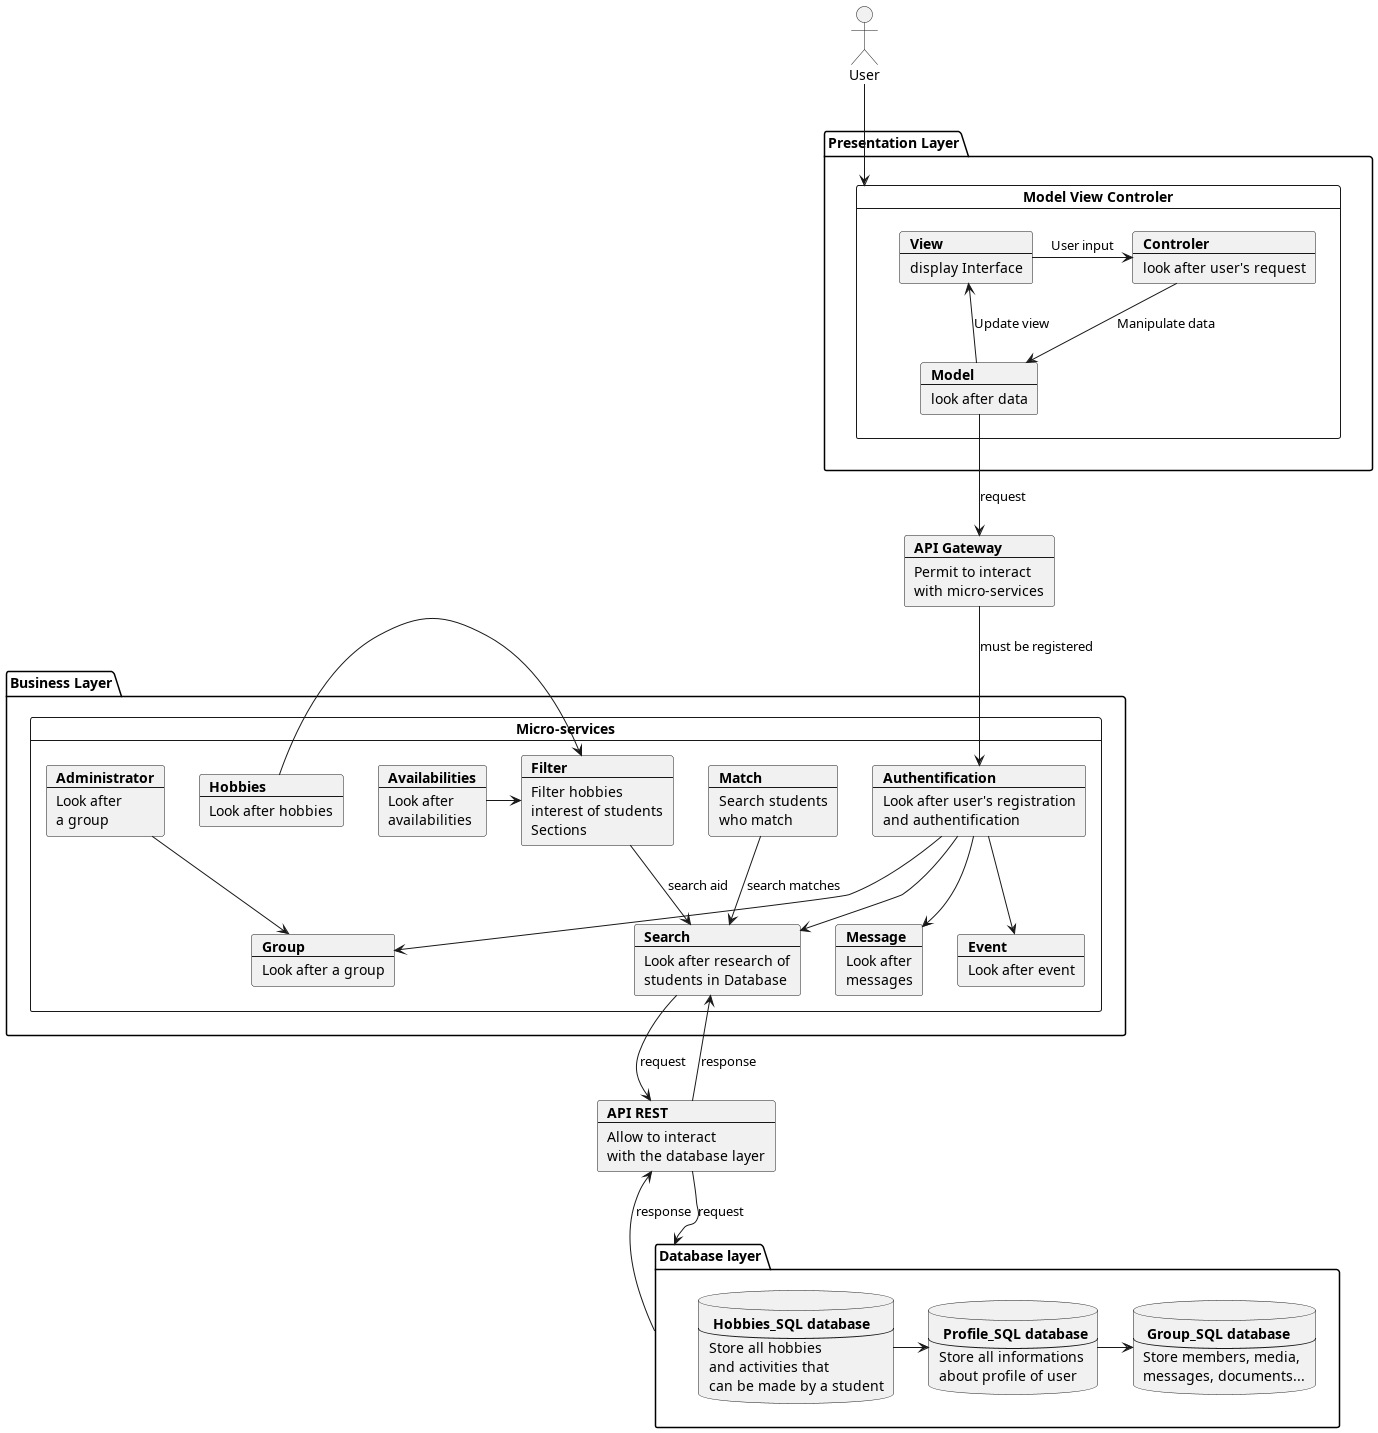 User
Presentation Layer
Model View Controler
View
display Interface
User input
Controler
look after user's request
Update view
Manipulate data
Model
look after data
request
API Gateway
Permit to interact
with micro-services
must be registered
Business Layer
Micro-services
Administrator
Look after
a group
Hobbies
Look after hobbies
Availabilities
Look after
availabilities
Filter
Filter hobbies
interest of students
Sections
Match
Search students
who match
Authentification
Look after user's registration
and authentification
search aid
search matches
Group
Look after a group
Search
Look after research of
students in Database
Message
Look after
messages
Event
Look after event
request
response
API REST
Allow to interact
with the database layer
response
request
Database layer
Hobbies_SQL database
Store all hobbies
and activities that
can be made by a student
Profile_SQL database
Store all informations
about profile of user
Group_SQL database
Store members, media,
messages, documents...